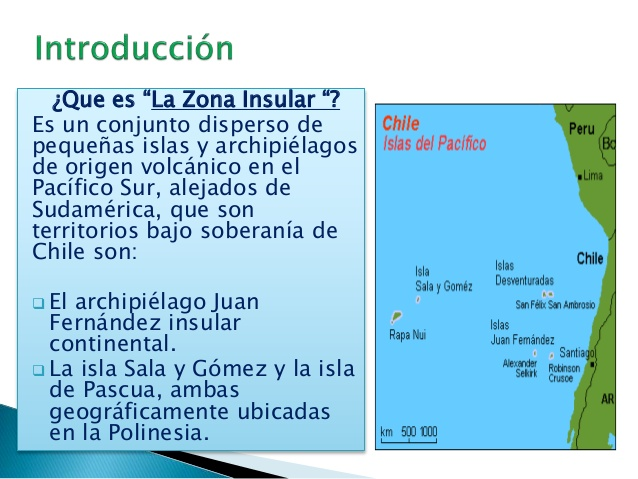 Introducción
¿Que es “La Zona Insular “?
Es un conjunto disperso de
pequeñas islas y archipiélagos
de origen volcánico en el
Pacífico Sur, alejados de
Sudamérica, que son
territorios bajo soberanía de
Chile son:
El archipiélago Juan
Fernández insular
continental.
La isla Sala y Gómez y la isla
de Pascua, ambas
geográficamente ubicadas
en la Polinesia.
Chile
Islas del Pacífico
Peru
Bo
Lima
Chile
Isla
Sala y Goméz
Islas
Desventuradas
San Félix San Ambrosio
Rapa Nui
Islas
Juan Fernández
Santiago
Alexander
Selkirk
Robinson
Crusoe
AR
km 500 1000